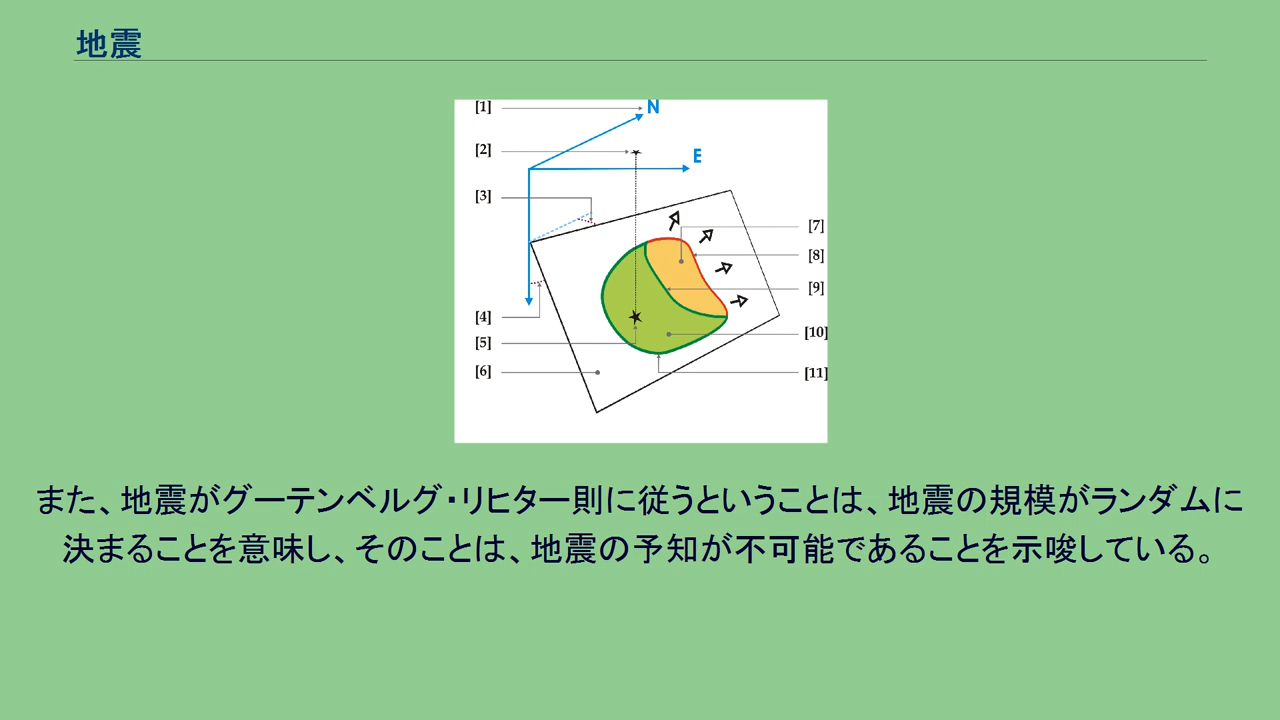 地震
[1]
N
[2]
E
[3]
[7]
[8]
[9]
[4]
[10]
[5]
[6]
[11]
また、地震がグーテンベルグ・リヒター則に従うということは、地震の規模がランダムに
決まることを意味し、そのことは、地震の予知が不可能であることを示唆している。